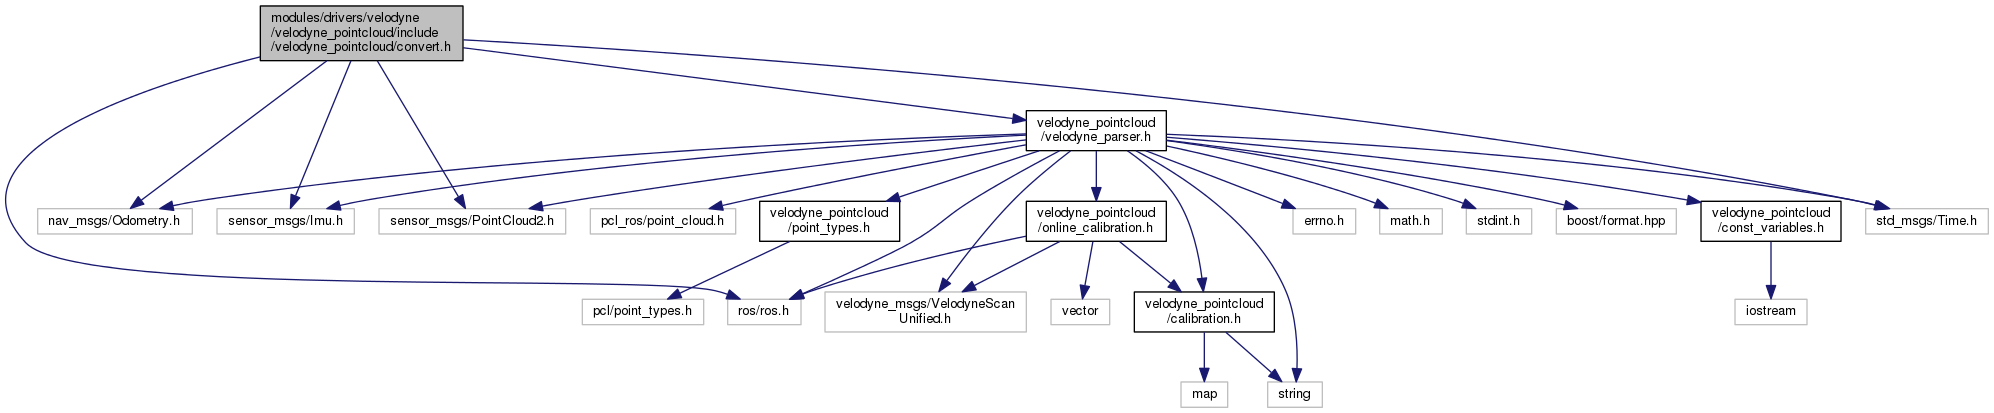 modules/drivers/velodyne
/velodyne_pointcloud/include
/velodyne_pointcloud/convert.h
velodyne_pointcloud
/velodyne_parser.h
nav_msgs/Odometry.h
sensor_msgs/Imu.h
sensor_msgs/PointCloud2.h
pcl_ros/point_cloud.h
velodyne_pointcloud
/point_types.h
velodyne_pointcloud
/online_calibration.h
errno.h
math.h
stdint.h
boost/format.hpp
velodyne_pointcloud
/const_variables.h
std_msgs/Time.h
pcl/point_types.h
ros/ros.h
velodyne_msgs/VelodyneScan
Unified.h
vector
velodyne_pointcloud
/calibration.h
iostream
map
string